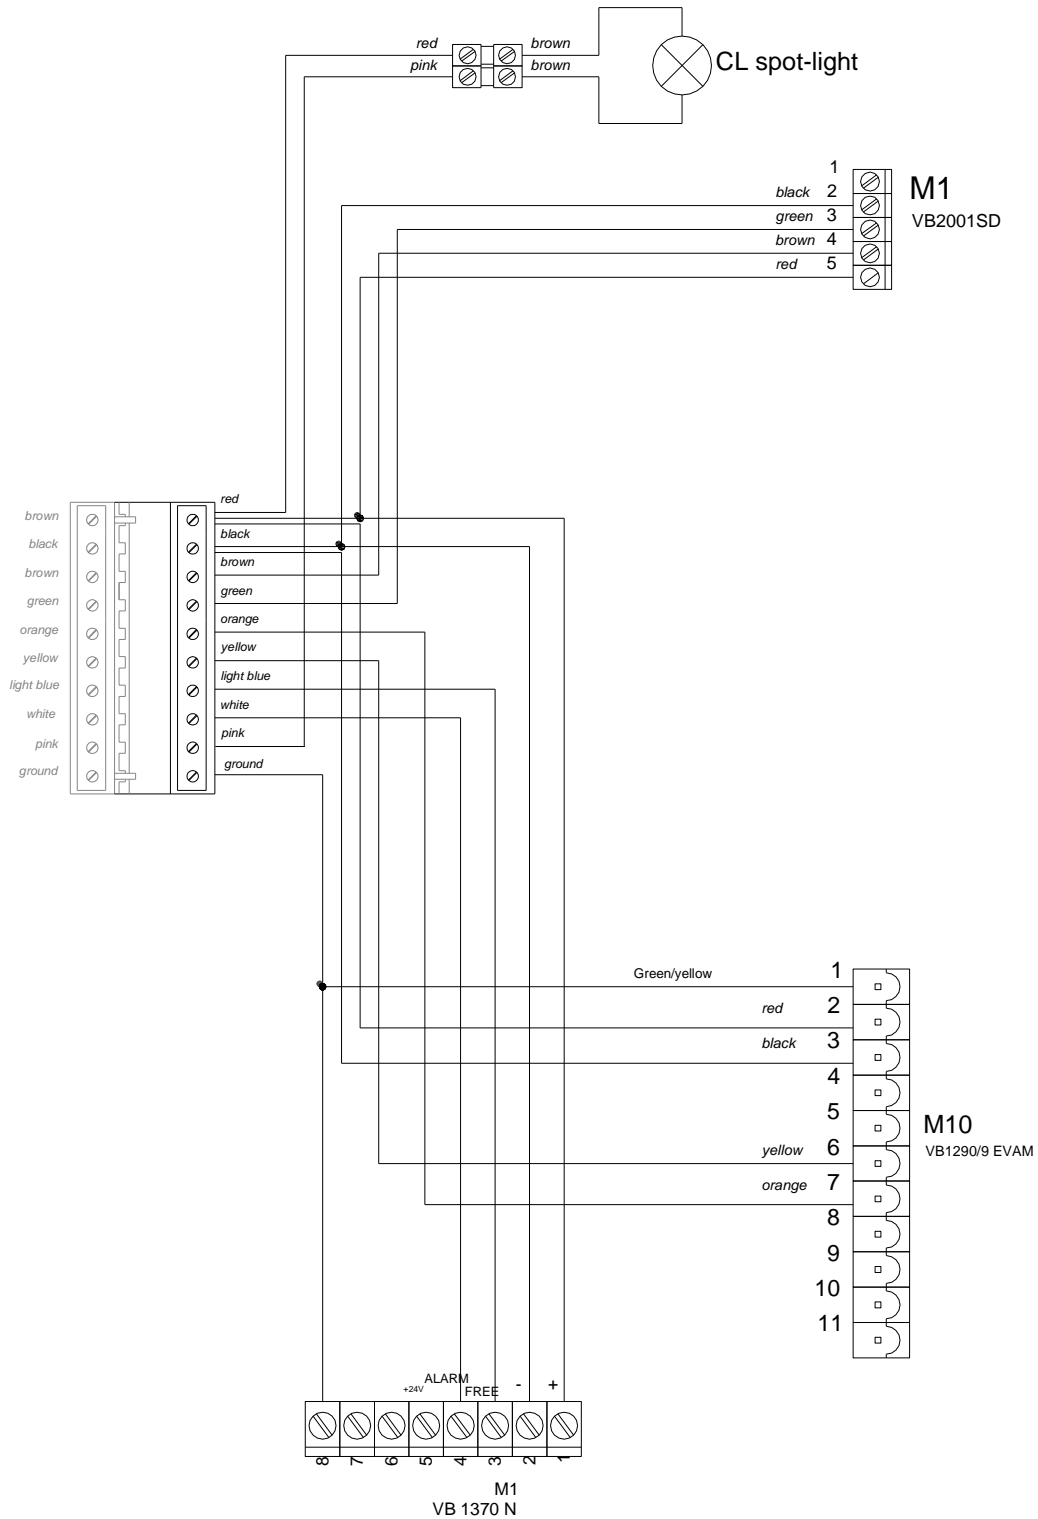 red
brown
pink
brown
CL spot-light
1
black 2
green 3
brown 4
red 5
M1
VB2001SD
brown
black
brown
green
orange
yellow
light blue
white
pink
ground
red
black
brown
green
orange
yellow
light blue
white
pink
ground
Green/yellow 1
red 2
black 3
4
5
yellow 6
orange 7
8
9
10
11
M10
VB1290/9 EVAM
+24V
ALARM
FREE
-
+
8 7 6 5 4 3 2 1
M1
VB 1370 N